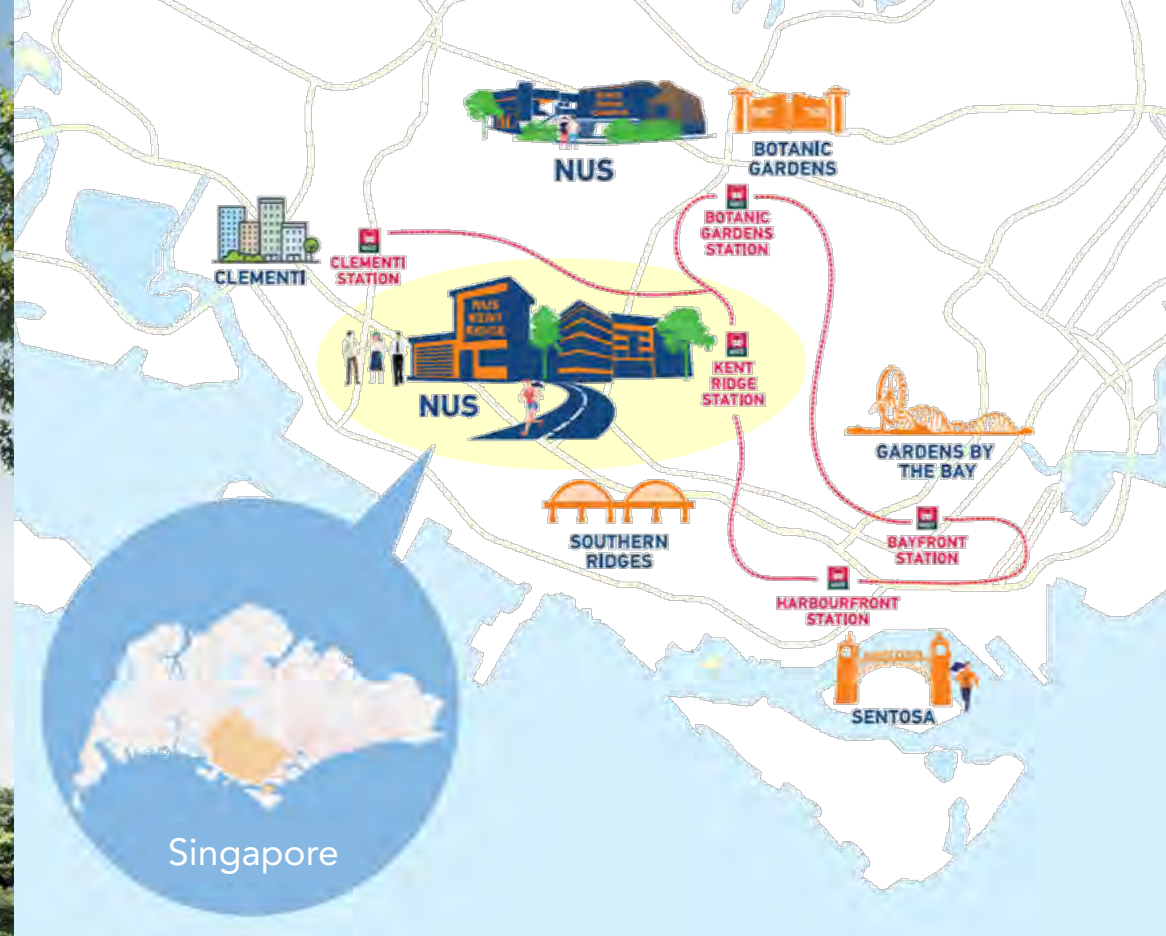 NUS
BOTANIC
GARDENS
BOTANIC
GARDENS
STATION
CLEMENTI
CLEMENTI
STATION
NUS
KENT
RIDGE
KENT
RIDGE
STATION
NUS
GARDENS BY
THE BAY
SOUTHERN
RIDGES
BAYFRONT
STATION
HARBOURFRONT
STATION
SENTOSA
Singapore